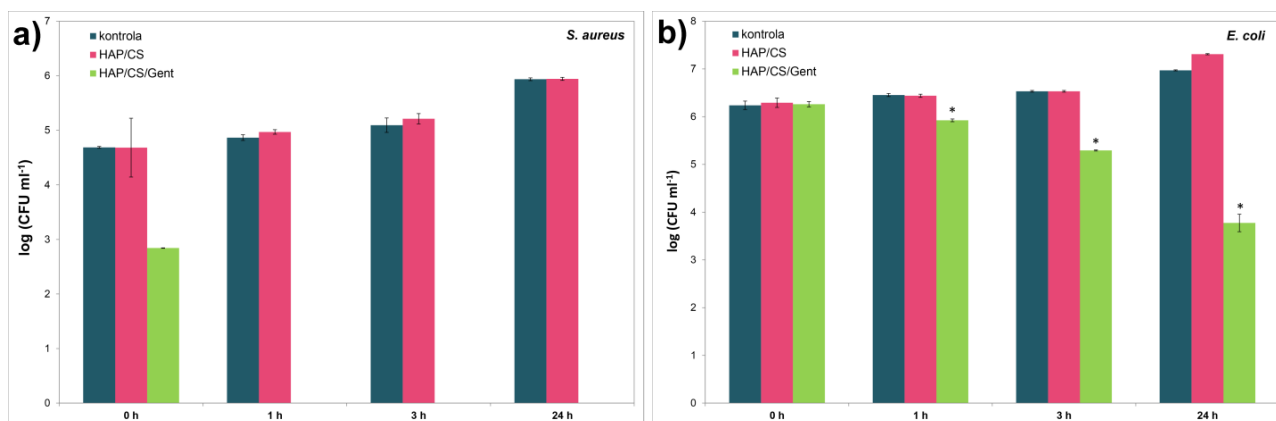 a)
S. aureus
kontrola
HAP/CS
HAP/CS/Gent
log (CFU ml⁻¹)
7
6
5
4
3
2
1
0
0 h
1 h
3 h
24 h
b)
E. coli
kontrola
HAP/CS
HAP/CS/Gent
log (CFU ml⁻¹)
8
7
6
5
4
3
2
1
0
*
*
*
0 h
1 h
3 h
24 h